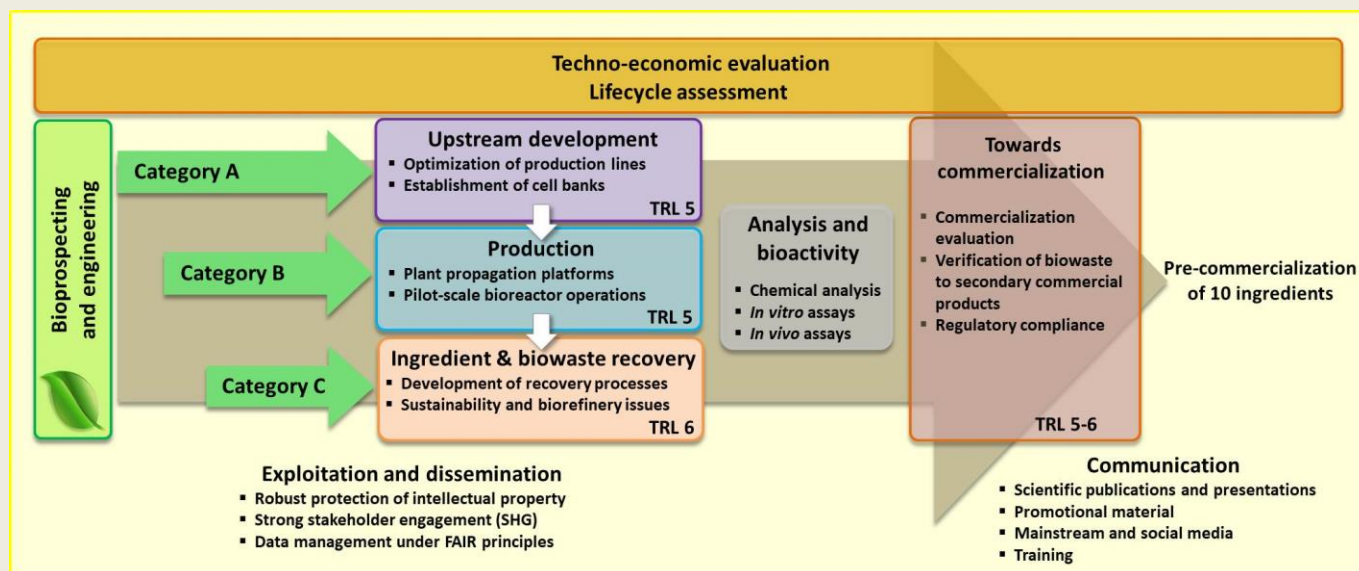 Techno-economic evaluation
Lifecycle assessment
Bioprospecting
and engineering
Category A
Category B
Category C
Upstream development
▪ Optimization of production lines
▪ Establishment of cell banks
TRL 5
Production
▪ Plant propagation platforms
▪ Pilot-scale bioreactor operations
TRL 5
Ingredient & biowaste recovery
▪ Development of recovery processes
▪ Sustainability and biorefinery issues
TRL 6
Analysis and
bioactivity
▪ Chemical analysis
▪ In vitro assays
▪ In vivo assays
Towards
commercialization
▪ Commercialization
evaluation
▪ Verification of biowaste
to secondary commercial
products
▪ Regulatory compliance
TRL 5-6
Pre-commercialization
of 10 ingredients
Exploitation and dissemination
▪ Robust protection of intellectual property
▪ Strong stakeholder engagement (SHG)
▪ Data management under FAIR principles
Communication
▪ Scientific publications and presentations
▪ Promotional material
▪ Mainstream and social media
▪ Training